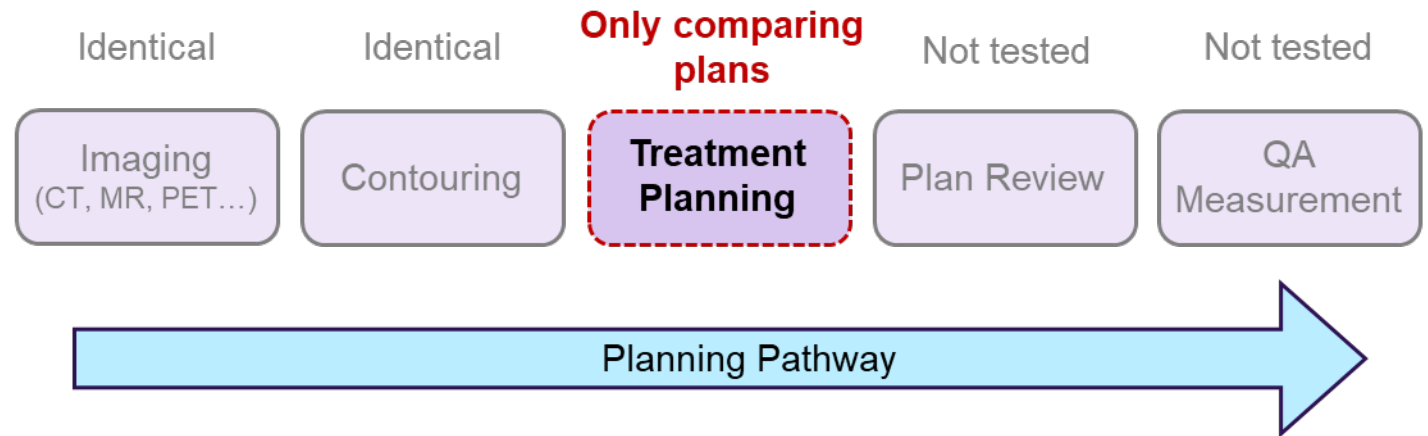 Identical
Identical
Only comparing
plans
Not tested
Not tested
Imaging
(CT, MR, PET…)
Contouring
Treatment
Planning
Plan Review
QA
Measurement
Planning Pathway